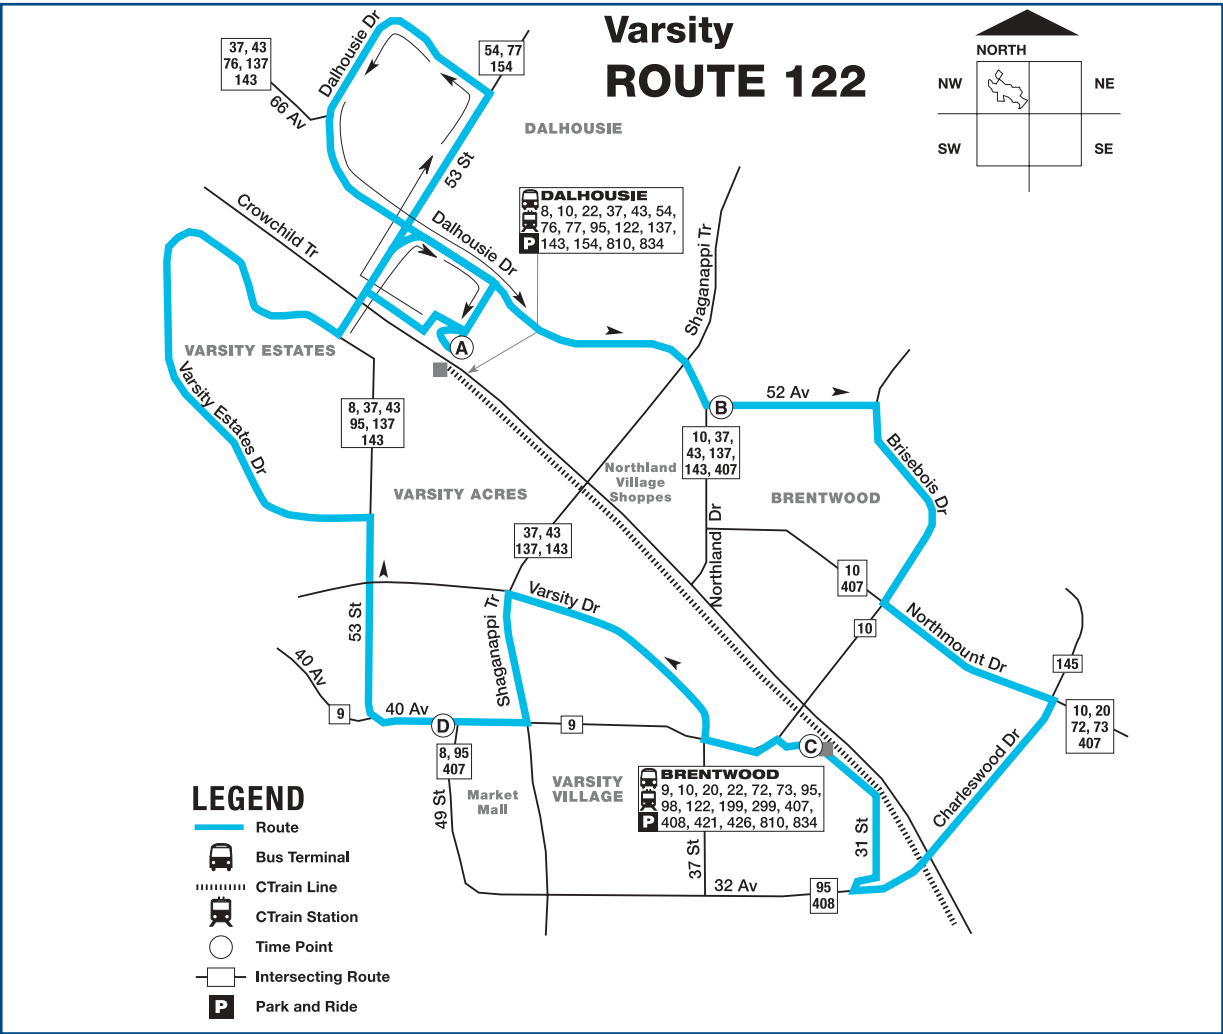 Varsity
ROUTE 122
NORTH
NW
NE
SW
SE
37, 43
76, 137
143
66 Av
Dalhousie Dr
54, 77
154
DALHOUSIE
53 St
Crowchild Tr
Dalhousie Dr
DALHOUSIE
8, 10, 22, 37, 43, 54,
76, 77, 95, 122, 137,
P 143, 154, 810, 834
Shaganappi Tr
VARSITY ESTATES
A
Varsity Estates Dr
8, 37, 43
95, 137
143
B
52 Av
10, 37,
43, 137,
143, 407
Brisebois Dr
Northland
Village
Shoppes
VARSITY ACRES
BRENTWOOD
37, 43
137, 143
Northland Dr
10
407
Varsity Dr
53 St
Shaganappi Tr
10
Northmount Dr
145
40 Av
9
40 Av
D
9
C
10, 20
72, 73
407
8, 95
407
BRENTWOOD
9, 10, 20, 22, 72, 73, 95,
98, 122, 199, 299, 407,
P 408, 421, 426, 810, 834
VARSITY
VILLAGE
Market
Mall
49 St
37 St
31 St
Charleswood Dr
32 Av
95
408
LEGEND
Route
Bus Terminal
CTrain Line
CTrain Station
Time Point
Intersecting Route
P Park and Ride